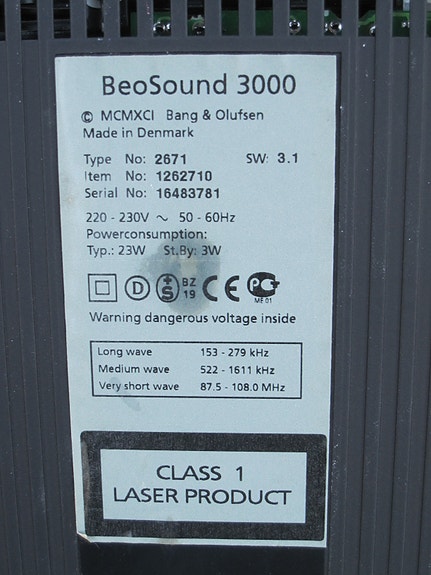 BeoSound 3000
© MCMXCI Bang & Olufsen
Made in Denmark
Type No: 2671 SW: 3.1
Item No: 1262710
Serial No: 16483781
220 - 230V ~ 50 - 60Hz
Powerconsumption:
Typ.: 23W St.By: 3W
D +S BZ 19 CE PC ME 01
Warning dangerous voltage inside
Long wave 153 - 279 kHz
Medium wave 522 - 1611 kHz
Very short wave 87.5 - 108.0 MHz
CLASS 1
LASER PRODUCT